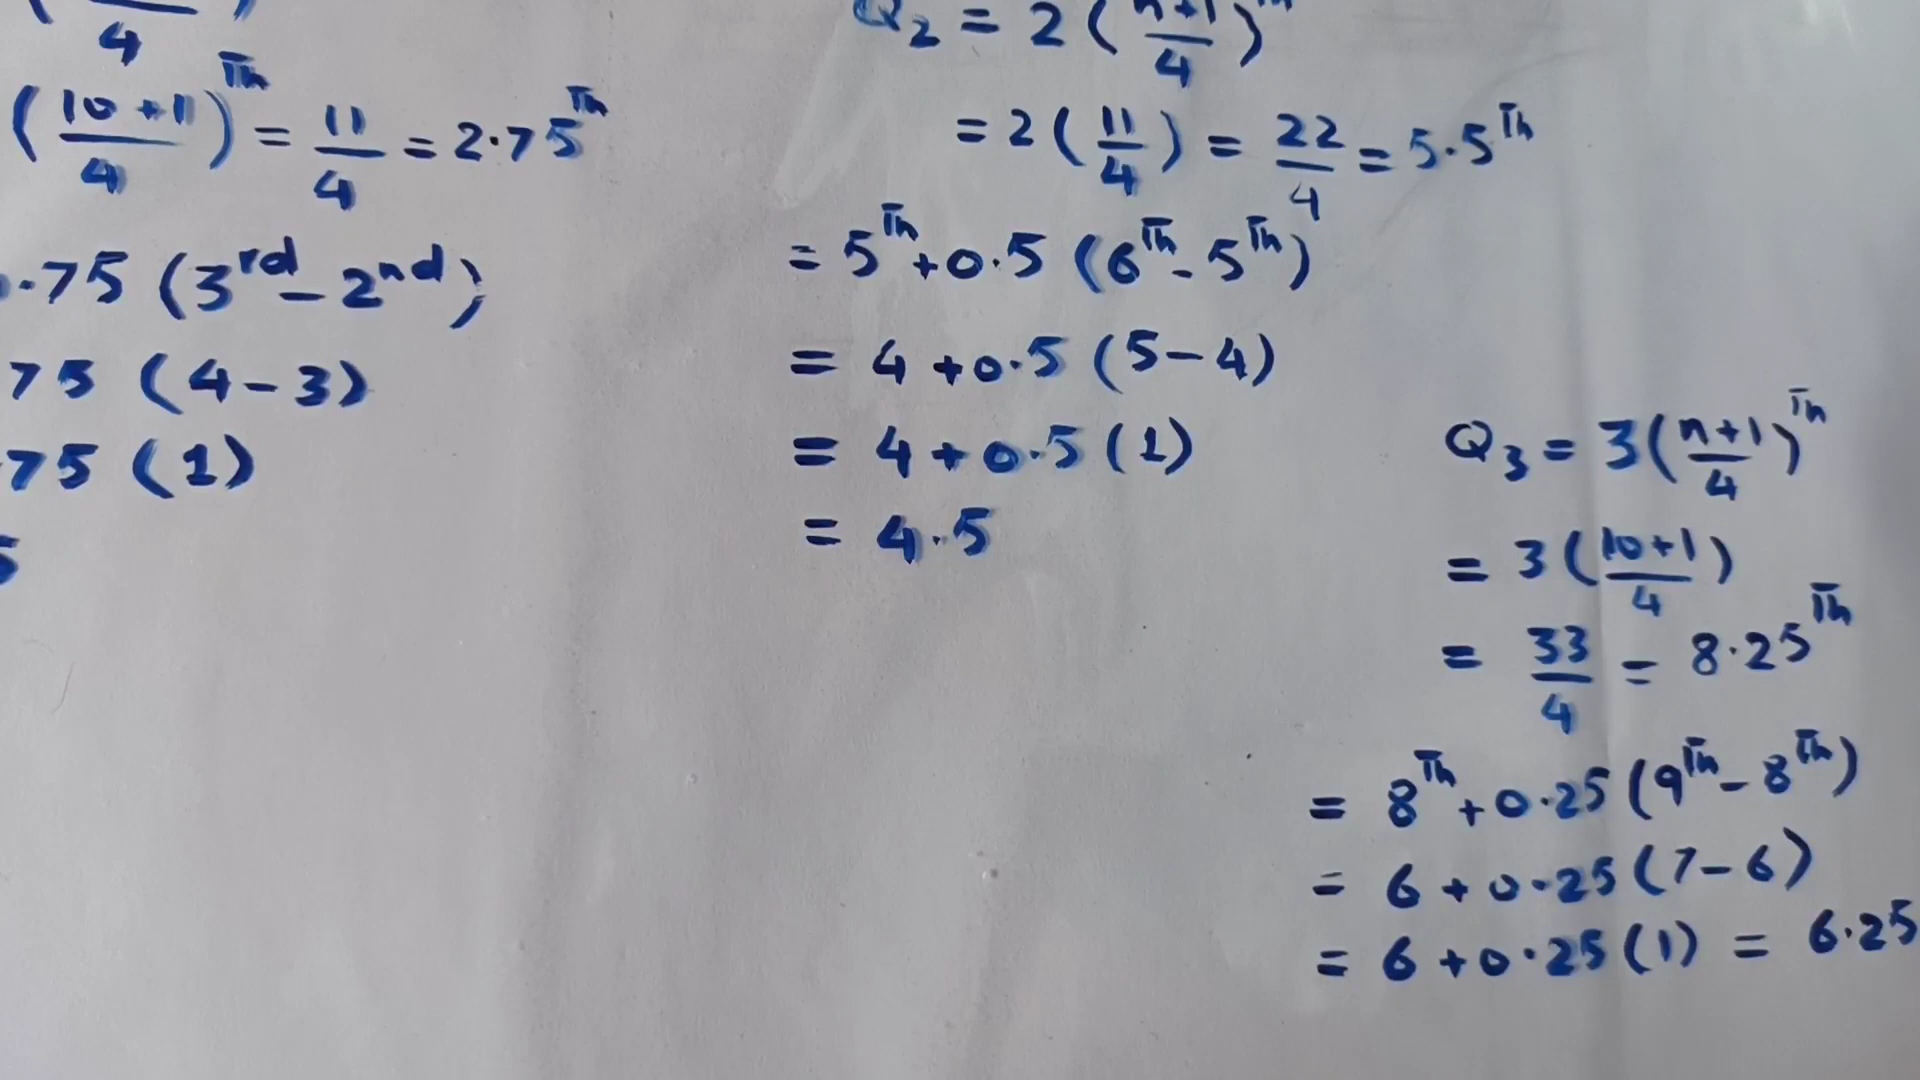 4
(10+1/4)^Th = 11/4 = 2.75^Th
.75 (3^rd - 2^nd)
75 (4-3)
75 (1)
5
Q2 = 2(n+1/4)^Th
= 2(11/4) = 22/4 = 5.5^Th
= 5^Th + 0.5 (6^Th - 5^Th)
= 4 + 0.5 (5-4)
= 4 + 0.5 (1)
= 4.5
Q3 = 3(n+1/4)^Th
= 3(10+1/4)
= 33/4 = 8.25^Th
= 8^Th + 0.25 (9^Th - 8^Th)
= 6 + 0.25 (7-6)
= 6 + 0.25 (1) = 6.25